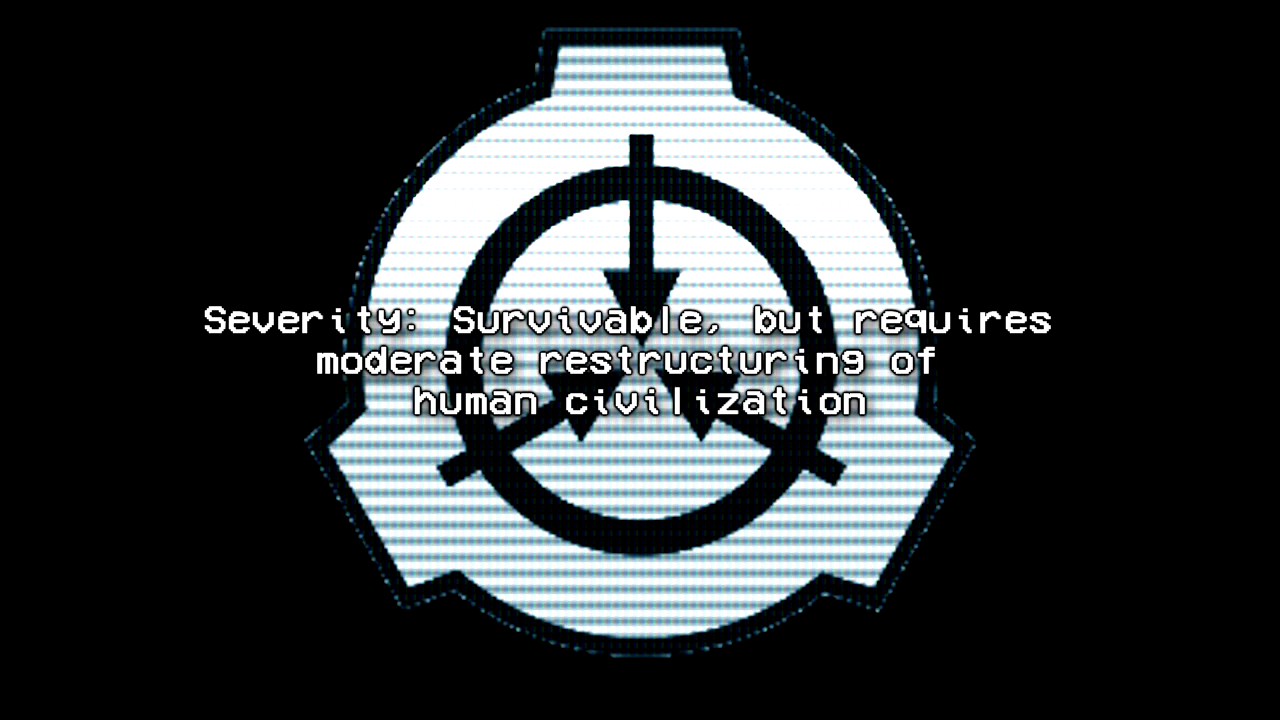 Severity: Survivable, but requires
moderate restructuring of
human civilization